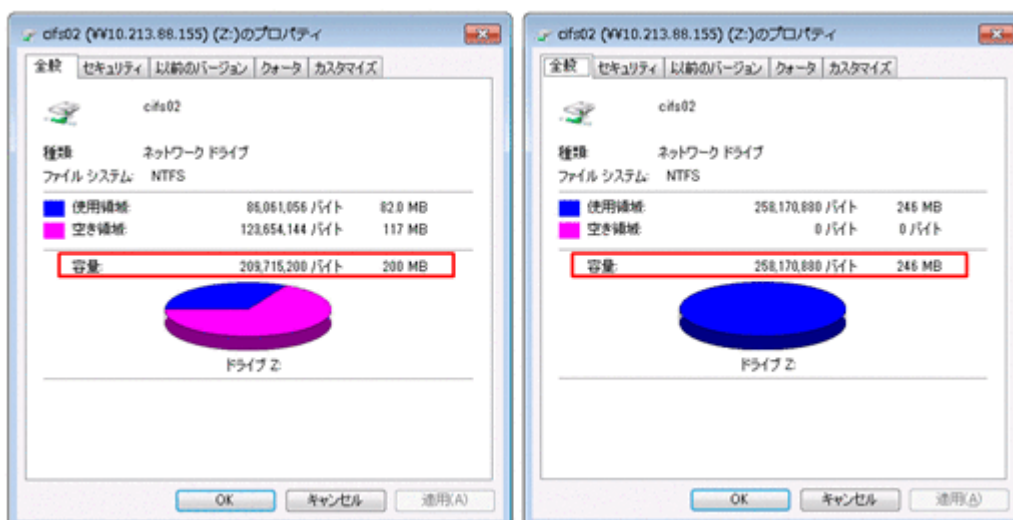 cifs02 (¥¥10.213.88.155) (Z:)のプロパティ
全般 セキュリティ 以前のバージョン クォータ カスタマイズ
cifs02
種類: ネットワーク ドライブ
ファイル システム: NTFS
使用領域: 86,061,056 バイト 82.0 MB
空き領域: 123,654,144 バイト 117 MB
容量: 209,715,200 バイト 200 MB
ドライブ Z:
OK キャンセル 適用(A)
cifs02 (¥¥10.213.88.155) (Z:)のプロパティ
全般 セキュリティ 以前のバージョン クォータ カスタマイズ
cifs02
種類: ネットワーク ドライブ
ファイル システム: NTFS
使用領域: 258,170,880 バイト 246 MB
空き領域: 0 バイト 0 バイト
容量: 258,170,880 バイト 246 MB
ドライブ Z:
OK キャンセル 適用(A)